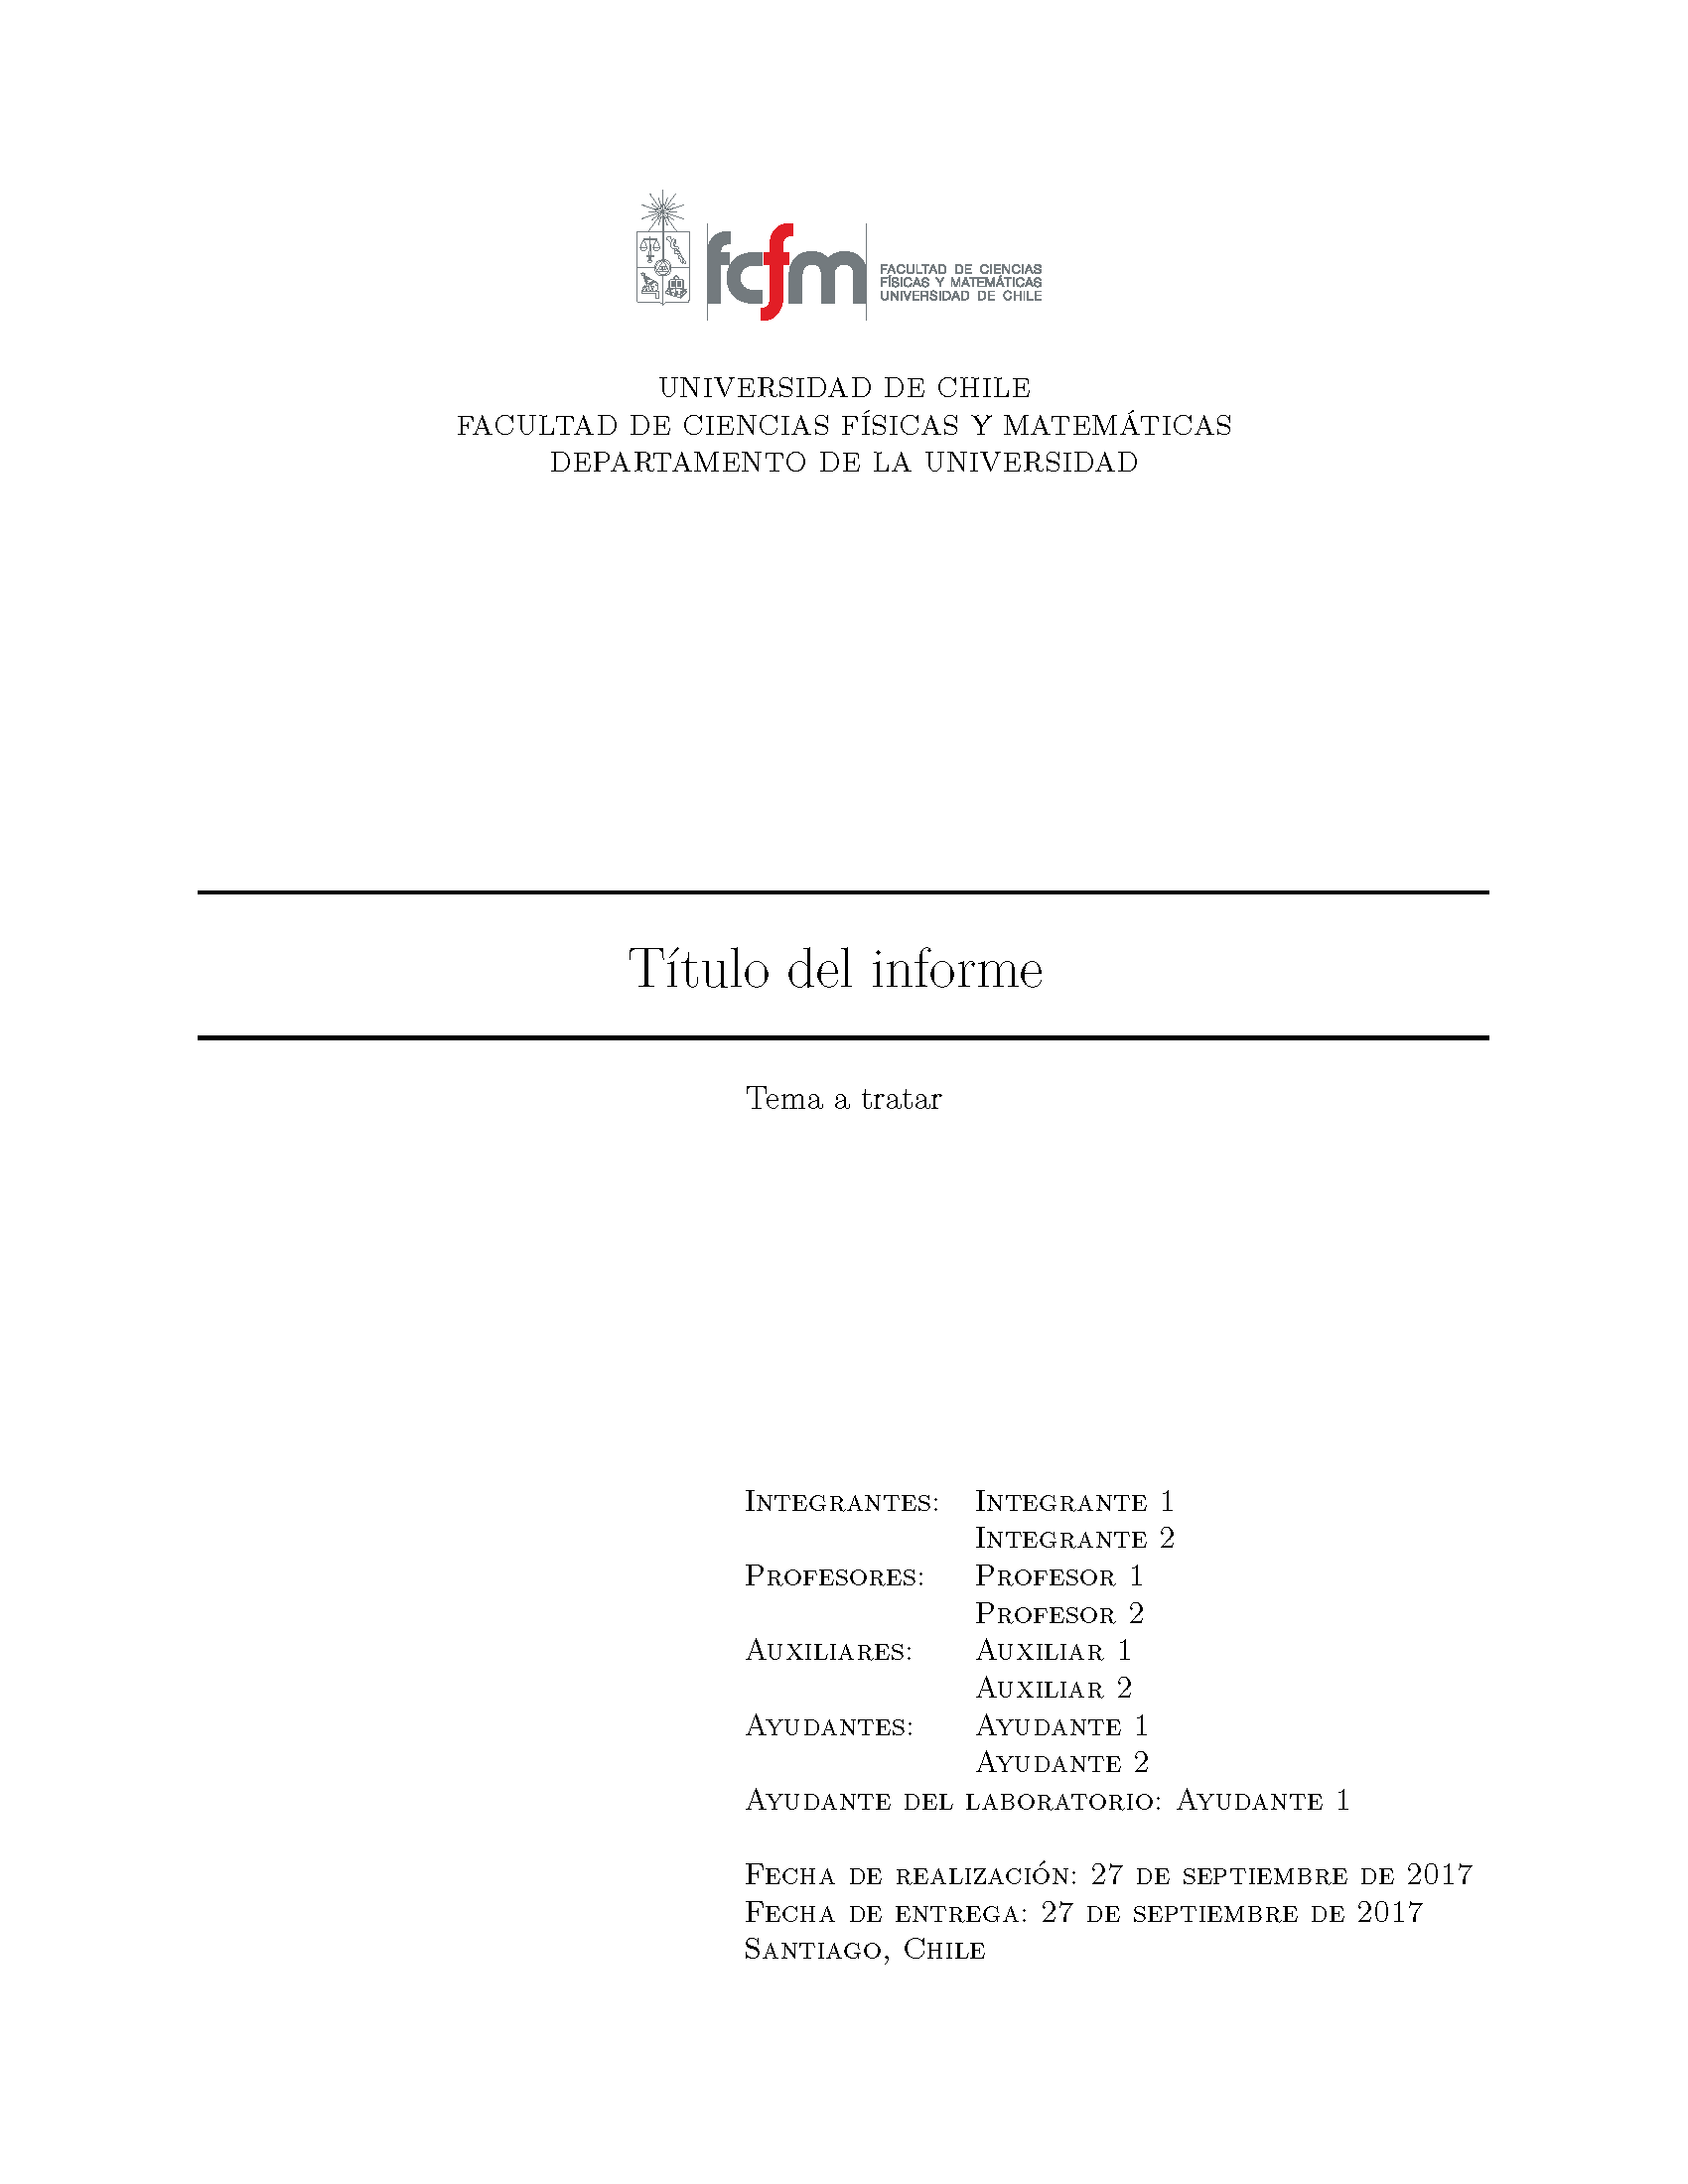 fcfm
FACULTAD DE CIENCIAS
FÍSICAS Y MATEMÁTICAS
UNIVERSIDAD DE CHILE
UNIVERSIDAD DE CHILE
FACULTAD DE CIENCIAS FÍSICAS Y MATEMÁTICAS
DEPARTAMENTO DE LA UNIVERSIDAD
Título del informe
Tema a tratar
Integrantes: Integrante 1
Integrante 2
Profesores: Profesor 1
Profesor 2
Auxiliares: Auxiliar 1
Auxiliar 2
Ayudantes: Ayudante 1
Ayudante 2
Ayudante del laboratorio: Ayudante 1
Fecha de realización: 27 de septiembre de 2017
Fecha de entrega: 27 de septiembre de 2017
Santiago, Chile